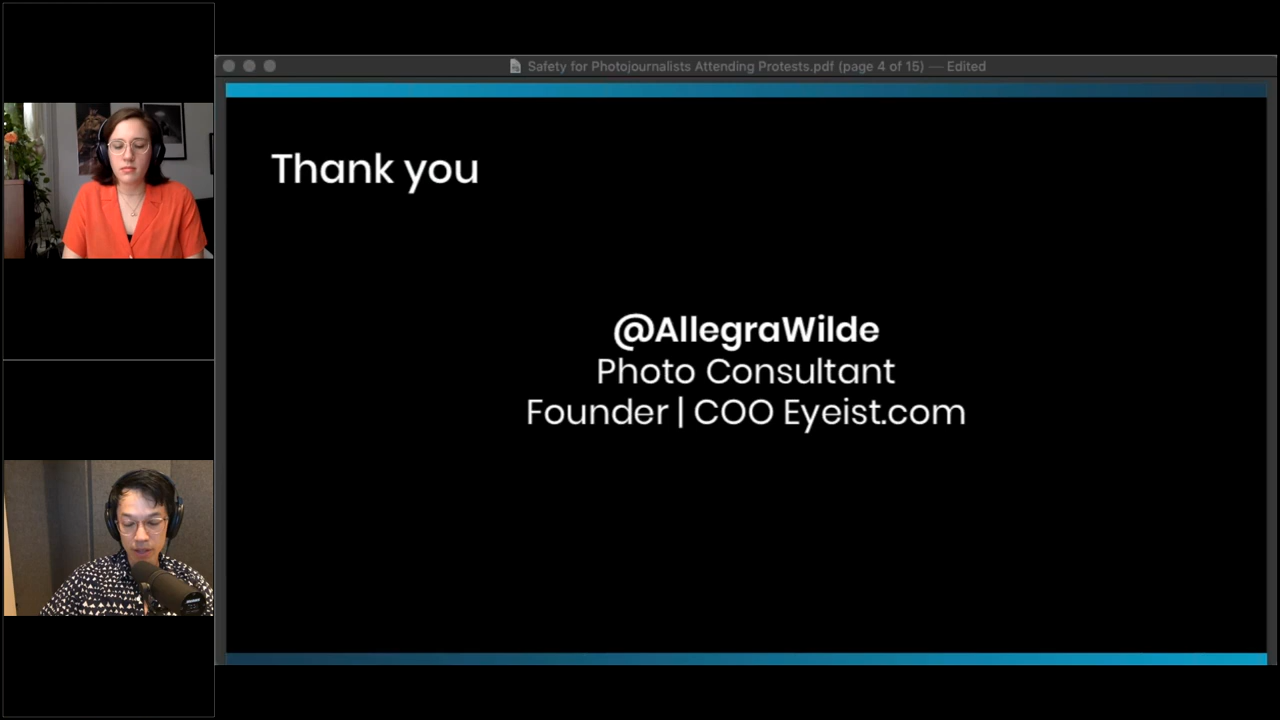 Safety for Photojournalists Attending Protests.pdf (page 4 of 15) — Edited
Thank you
@AllegraWilde
Photo Consultant
Founder | COO Eyeist.com